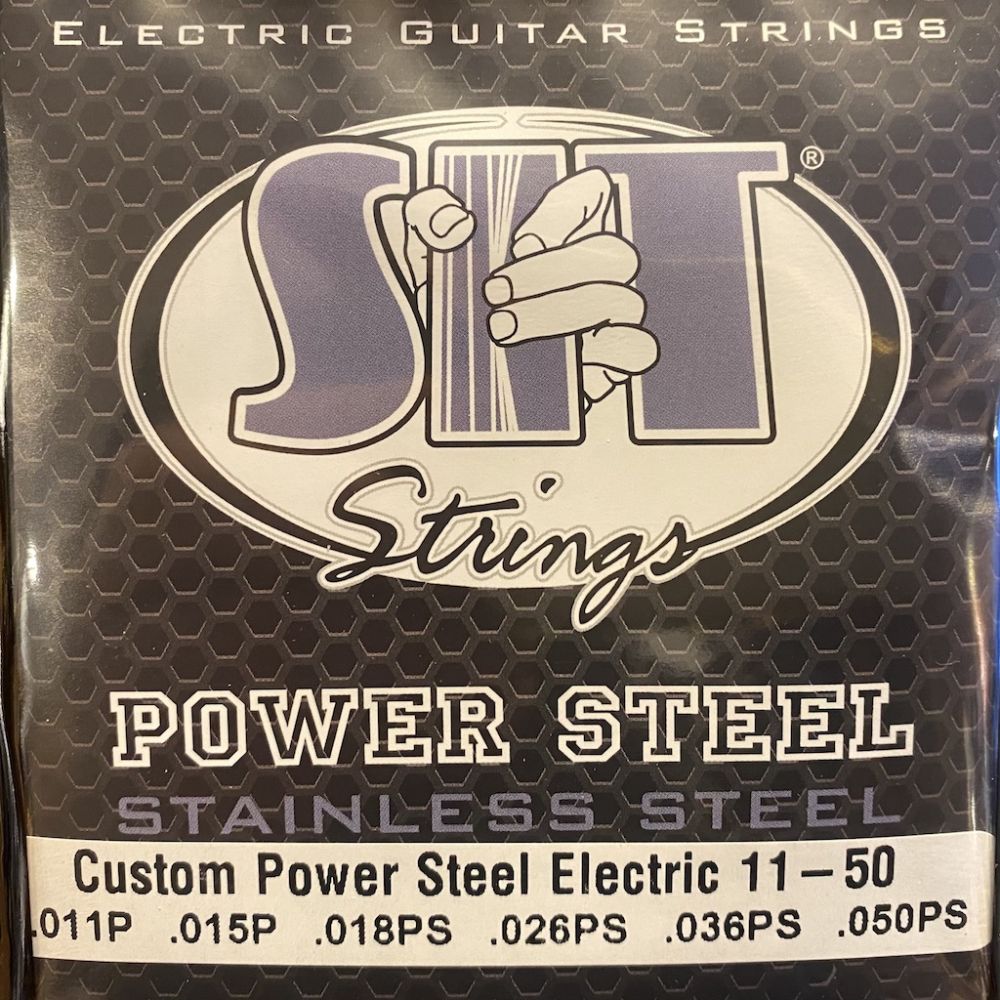 ELECTRIC GUITAR STRINGS
SIT®
Strings
POWER STEEL
STAINLESS STEEL
Custom Power Steel Electric 11-50
.011P .015P .018PS .026PS .036PS .050PS